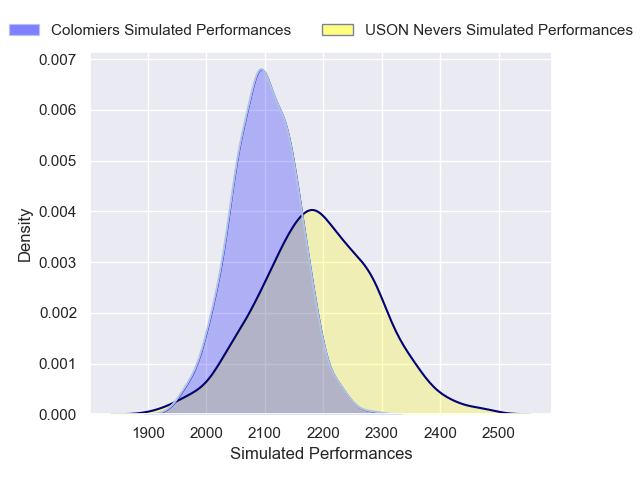 Colomiers Simulated Performances USON Nevers Simulated Performances
0.007
0.006
0.005
0.004
0.003
0.002
0.001
0.000
Density
1900 2000 2100 2200 2300 2400 2500
Simulated Performances